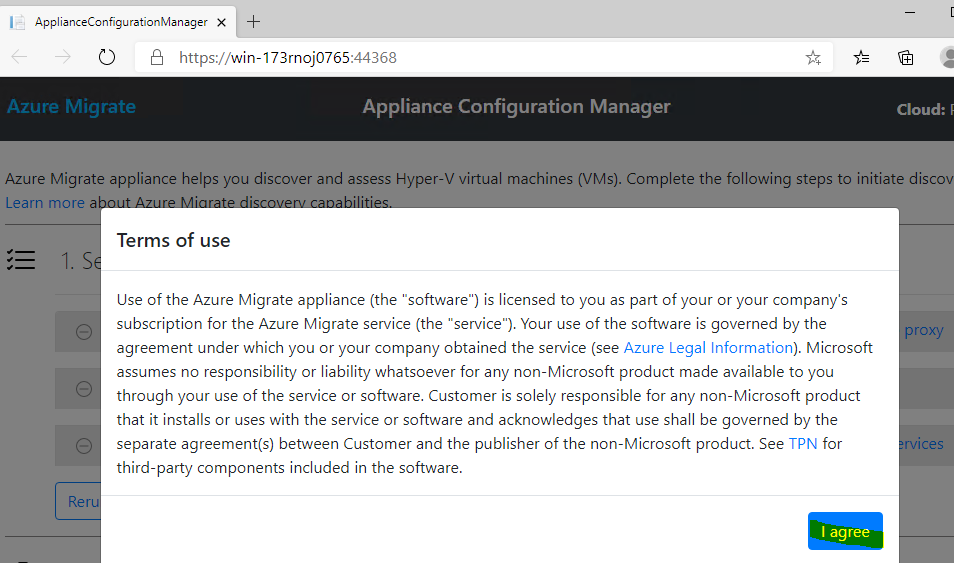 ApplianceConfigurationManager
https://win-173rnoj0765:44368
Azure Migrate
Appliance Configuration Manager
Cloud:
Azure Migrate appliance helps you discover and assess Hyper-V virtual machines (VMs). Complete the following steps to initiate discov
Learn more about Azure Migrate discovery capabilities.
Terms of use
1. Se
Use of the Azure Migrate appliance (the "software") is licensed to you as part of your or your company's
subscription for the Azure Migrate service (the "service"). Your use of the software is governed by the
proxy
agreement under which you or your company obtained the service (see Azure Legal Information). Microsoft
assumes no responsibility or liability whatsoever for any non-Microsoft product made available to you
through your use of the service or software. Customer is solely responsible for any non-Microsoft product
that it installs or uses with the service or software and acknowledges that use shall be governed by the
separate agreement(s) between Customer and the publisher of the non-Microsoft product. See TPN for
ervices
third-party components included in the software.
Reru
I agree